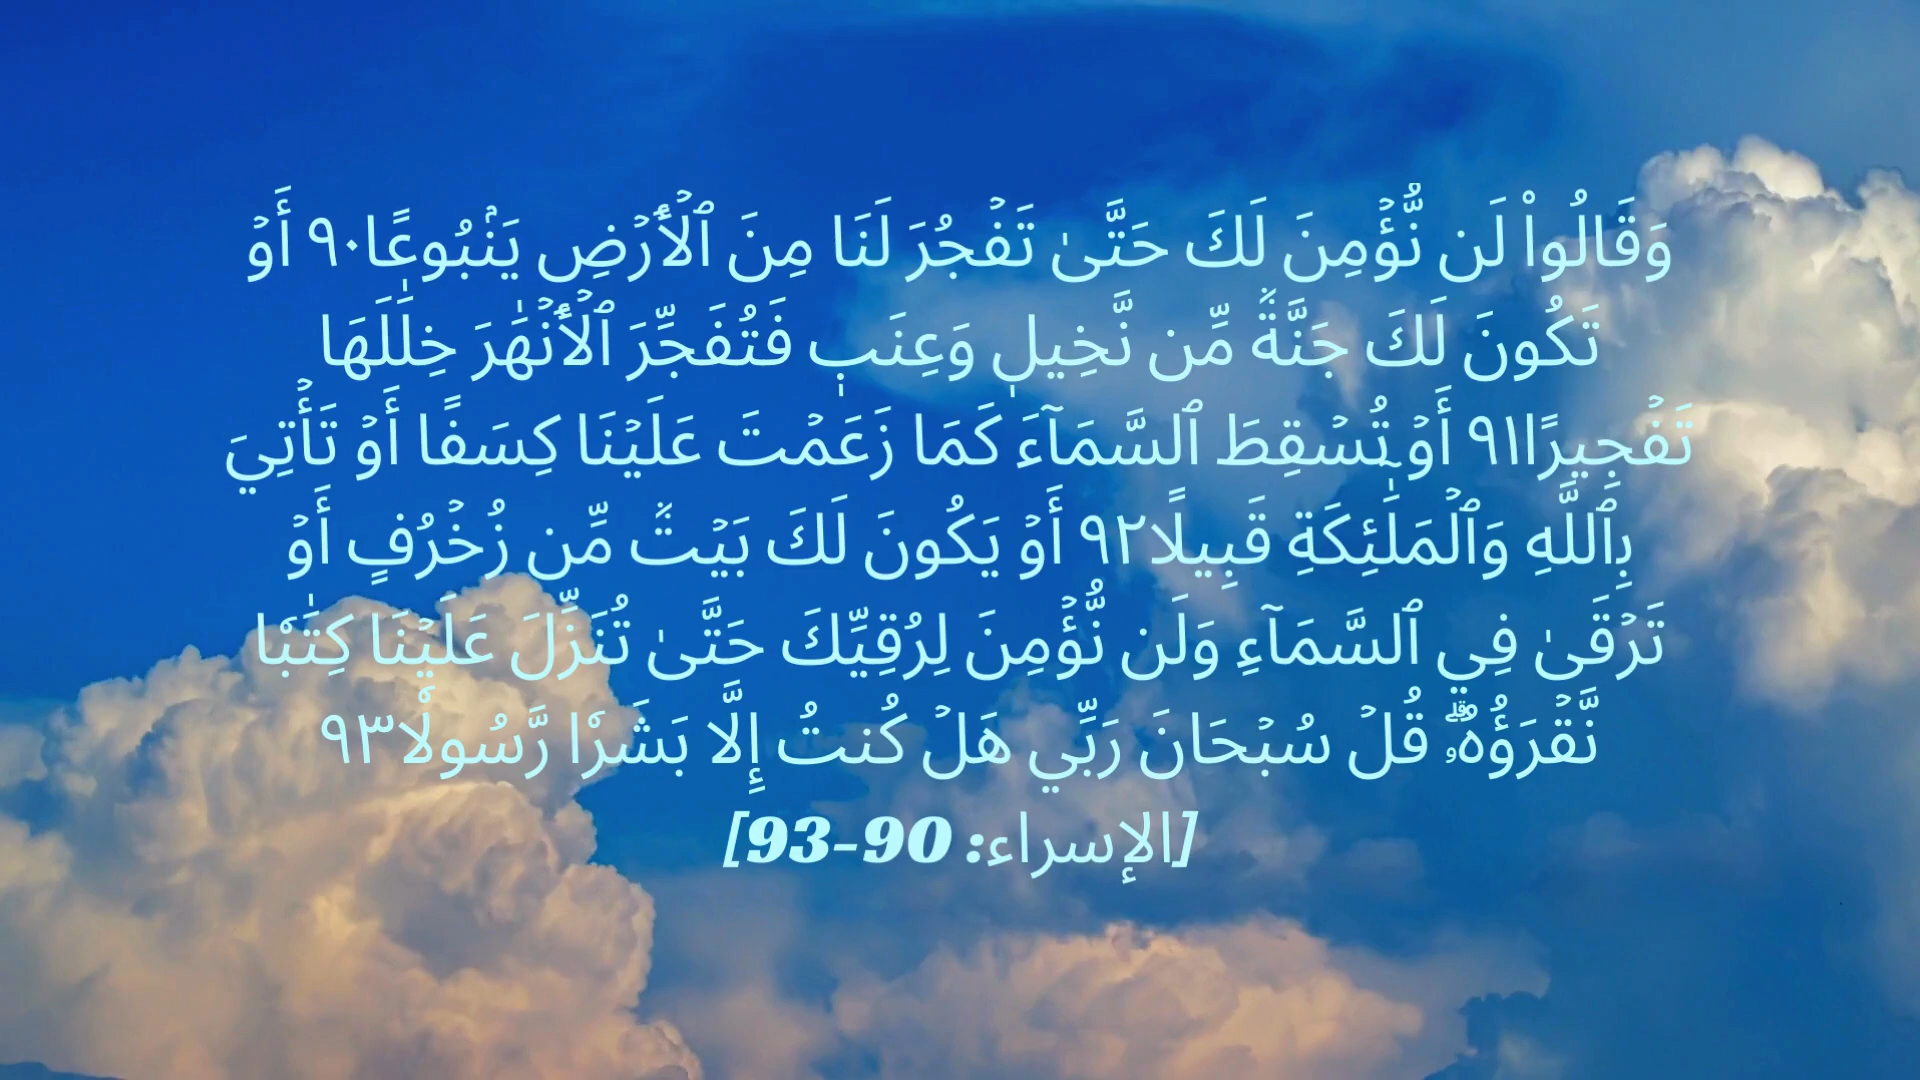 وَقَالُواْ لَن نُّؤۡمِنَ لَكَ حَتَّىٰ تَفۡجُرَ لَنَا مِنَ ٱلۡأَرۡضِ يَنۢبُوعًا٩٠ أَوۡ
تَكُونَ لَكَ جَنَّةٞ مِّن نَّخِيلٖ وَعِنَبٖ فَتُفَجِّرَ ٱلۡأَنۡهَٰرَ خِلَٰلَهَا
تَفۡجِيرًا٩١ أَوۡ تُسۡقِطَ ٱلسَّمَآءَ كَمَا زَعَمۡتَ عَلَيۡنَا كِسَفًا أَوۡ تَأۡتِيَ
بِٱللَّهِ وَٱلۡمَلَٰٓئِكَةِ قَبِيلًا٩٢ أَوۡ يَكُونَ لَكَ بَيۡتٞ مِّن زُخۡرُفٍ أَوۡ
تَرۡقَىٰ فِي ٱلسَّمَآءِ وَلَن نُّؤۡمِنَ لِرُقِيِّكَ حَتَّىٰ تُنَزِّلَ عَلَيۡنَا كِتَٰبٗا
نَّقۡرَؤُهُۥۗ قُلۡ سُبۡحَانَ رَبِّي هَلۡ كُنتُ إِلَّا بَشَرٗا رَّسُولٗا٩٣
[الإسراء: 90-93]